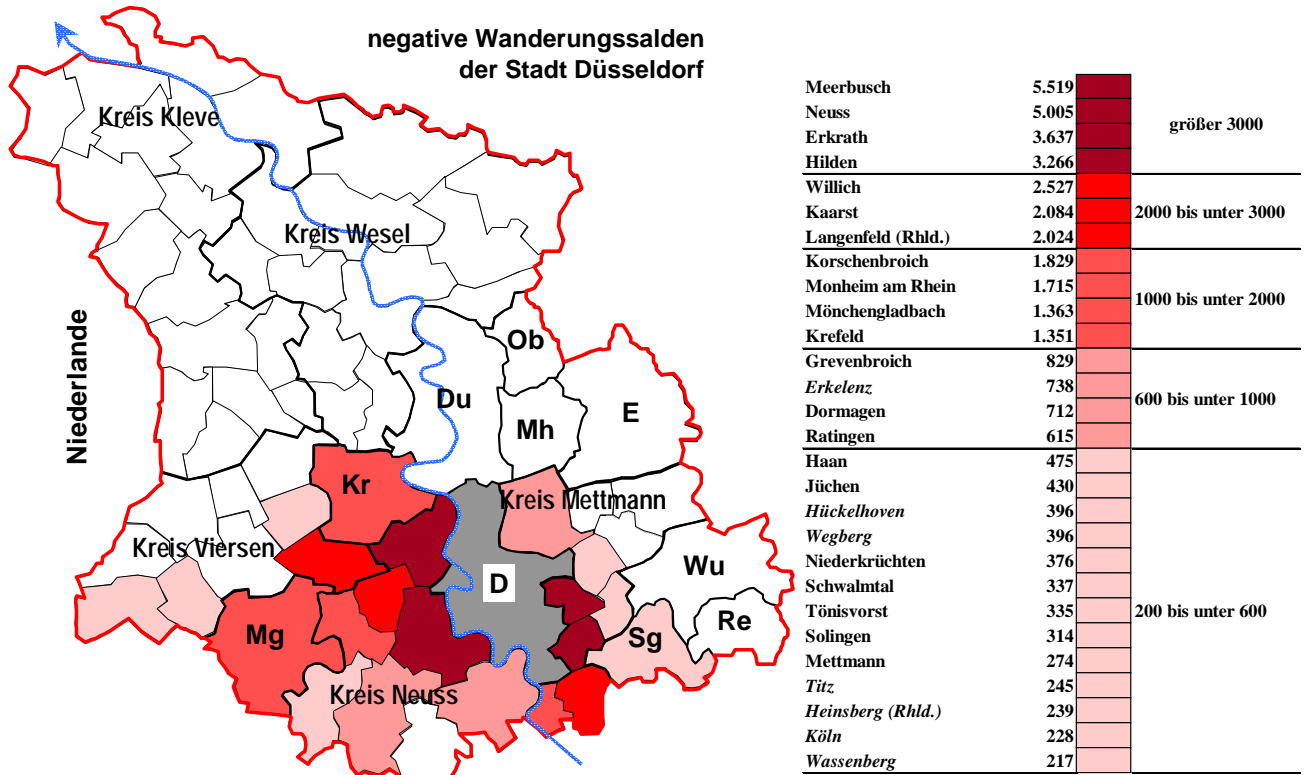 negative Wanderungssalden
der Stadt Düsseldorf
Kreis Kleve
Kreis Wesel
Niederlande
Ob
Du
E
Mh
Kr
Kreis Mettmann
Kreis Viersen
Wu
D
Re
Mg
Sg
Kreis Neuss
Meerbusch 5.519
Neuss 5.005
größer 3000
Erkrath 3.637
Hilden 3.266
Willich 2.527
Kaarst 2.084 2000 bis unter 3000
Langenfeld (Rhld.) 2.024
Korschenbroich 1.829
Monheim am Rhein 1.715
1000 bis unter 2000
Mönchengladbach 1.363
Krefeld 1.351
Grevenbroich 829
Erkelenz 738
600 bis unter 1000
Dormagen 712
Ratingen 615
Haan 475
Jüchen 430
Hückelhoven 396
Wegberg 396
Niederkrüchten 376
Schwalmtal 337
Tönisvorst 335 200 bis unter 600
Solingen 314
Mettmann 274
Titz 245
Heinsberg (Rhld.) 239
Köln 228
Wassenberg 217